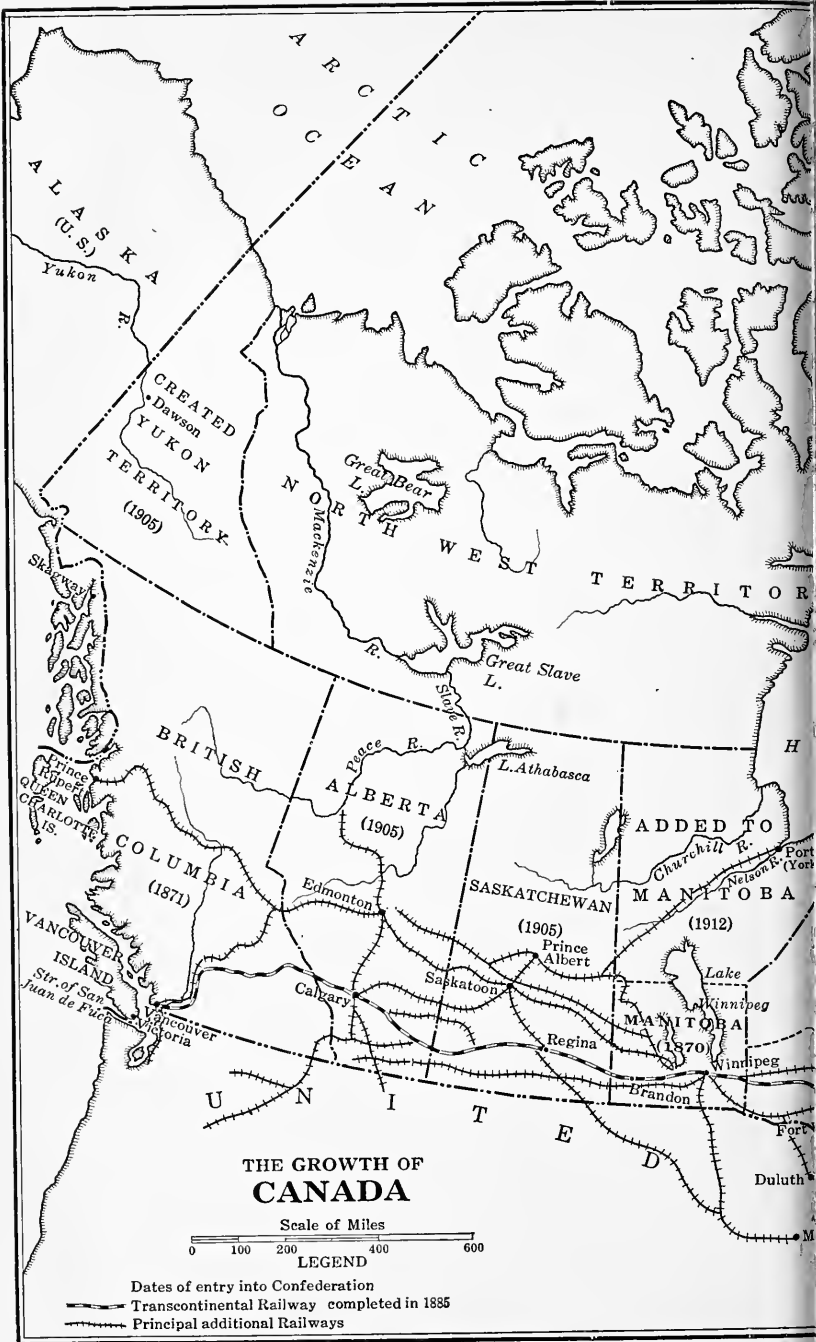 ARCTIC
OCEAN
ALASKA
(U. S.)
Yukon
R.
CREATED
Dawson
YUKON
TERRITORY
(1905)
Great Bear
L.
Mackenzie
R.
NORTH WEST TERRITOR
Skagway
Great Slave
L.
Slave R.
Peace R.
L. Athabasca
H
BRITISH
COLUMBIA
(1871)
ALBERTA
(1905)
Prince
Rupert
QUEEN
CHARLOTTE
IS.
ADDED TO
Churchill R.
Nelson R.
Port
(York
MANITOBA
(1912)
Edmonton
SASKATCHEWAN
(1905)
Prince
Albert
VANCOUVER
ISLAND
Str. of San
Juan de Fuca
Vancouver
Victoria
Calgary
Saskatoon
Regina
Lake
Winnipeg
MANITOBA
(1870)
Winnipeg
Brandon
UNITED
Fort
Duluth
M
THE GROWTH OF
CANADA
Scale of Miles
0 100 200 400 600
LEGEND
Dates of entry into Confederation
Transcontinental Railway completed in 1885
Principal additional Railways